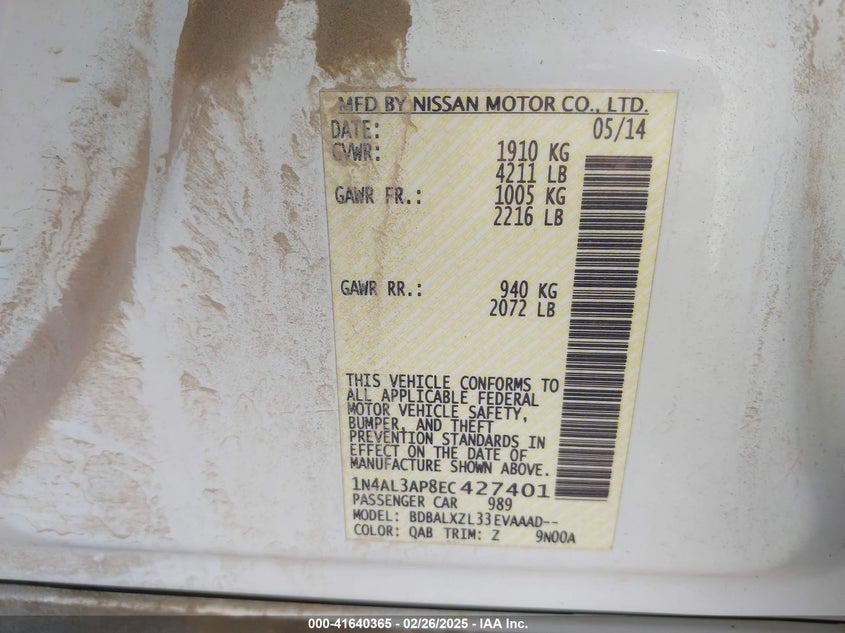 MFD BY NISSAN MOTOR CO., LTD.
DATE: 05/14
GVWR: 1910 KG
4211 LB
GAWR FR.: 1005 KG
2216 LB
GAWR RR.: 940 KG
2072 LB
THIS VEHICLE CONFORMS TO
ALL APPLICABLE FEDERAL
MOTOR VEHICLE SAFETY,
BUMPER, AND THEFT
PREVENTION STANDARDS IN
EFFECT ON THE DATE OF
MANUFACTURE SHOWN ABOVE.
1N4AL3AP8EC427401
PASSENGER CAR 989
MODEL: BDBALXZL33EVAAAD--
COLOR: QAB TRIM: Z 9N00A
000-41640365 - 02/26/2025 - IAA Inc.